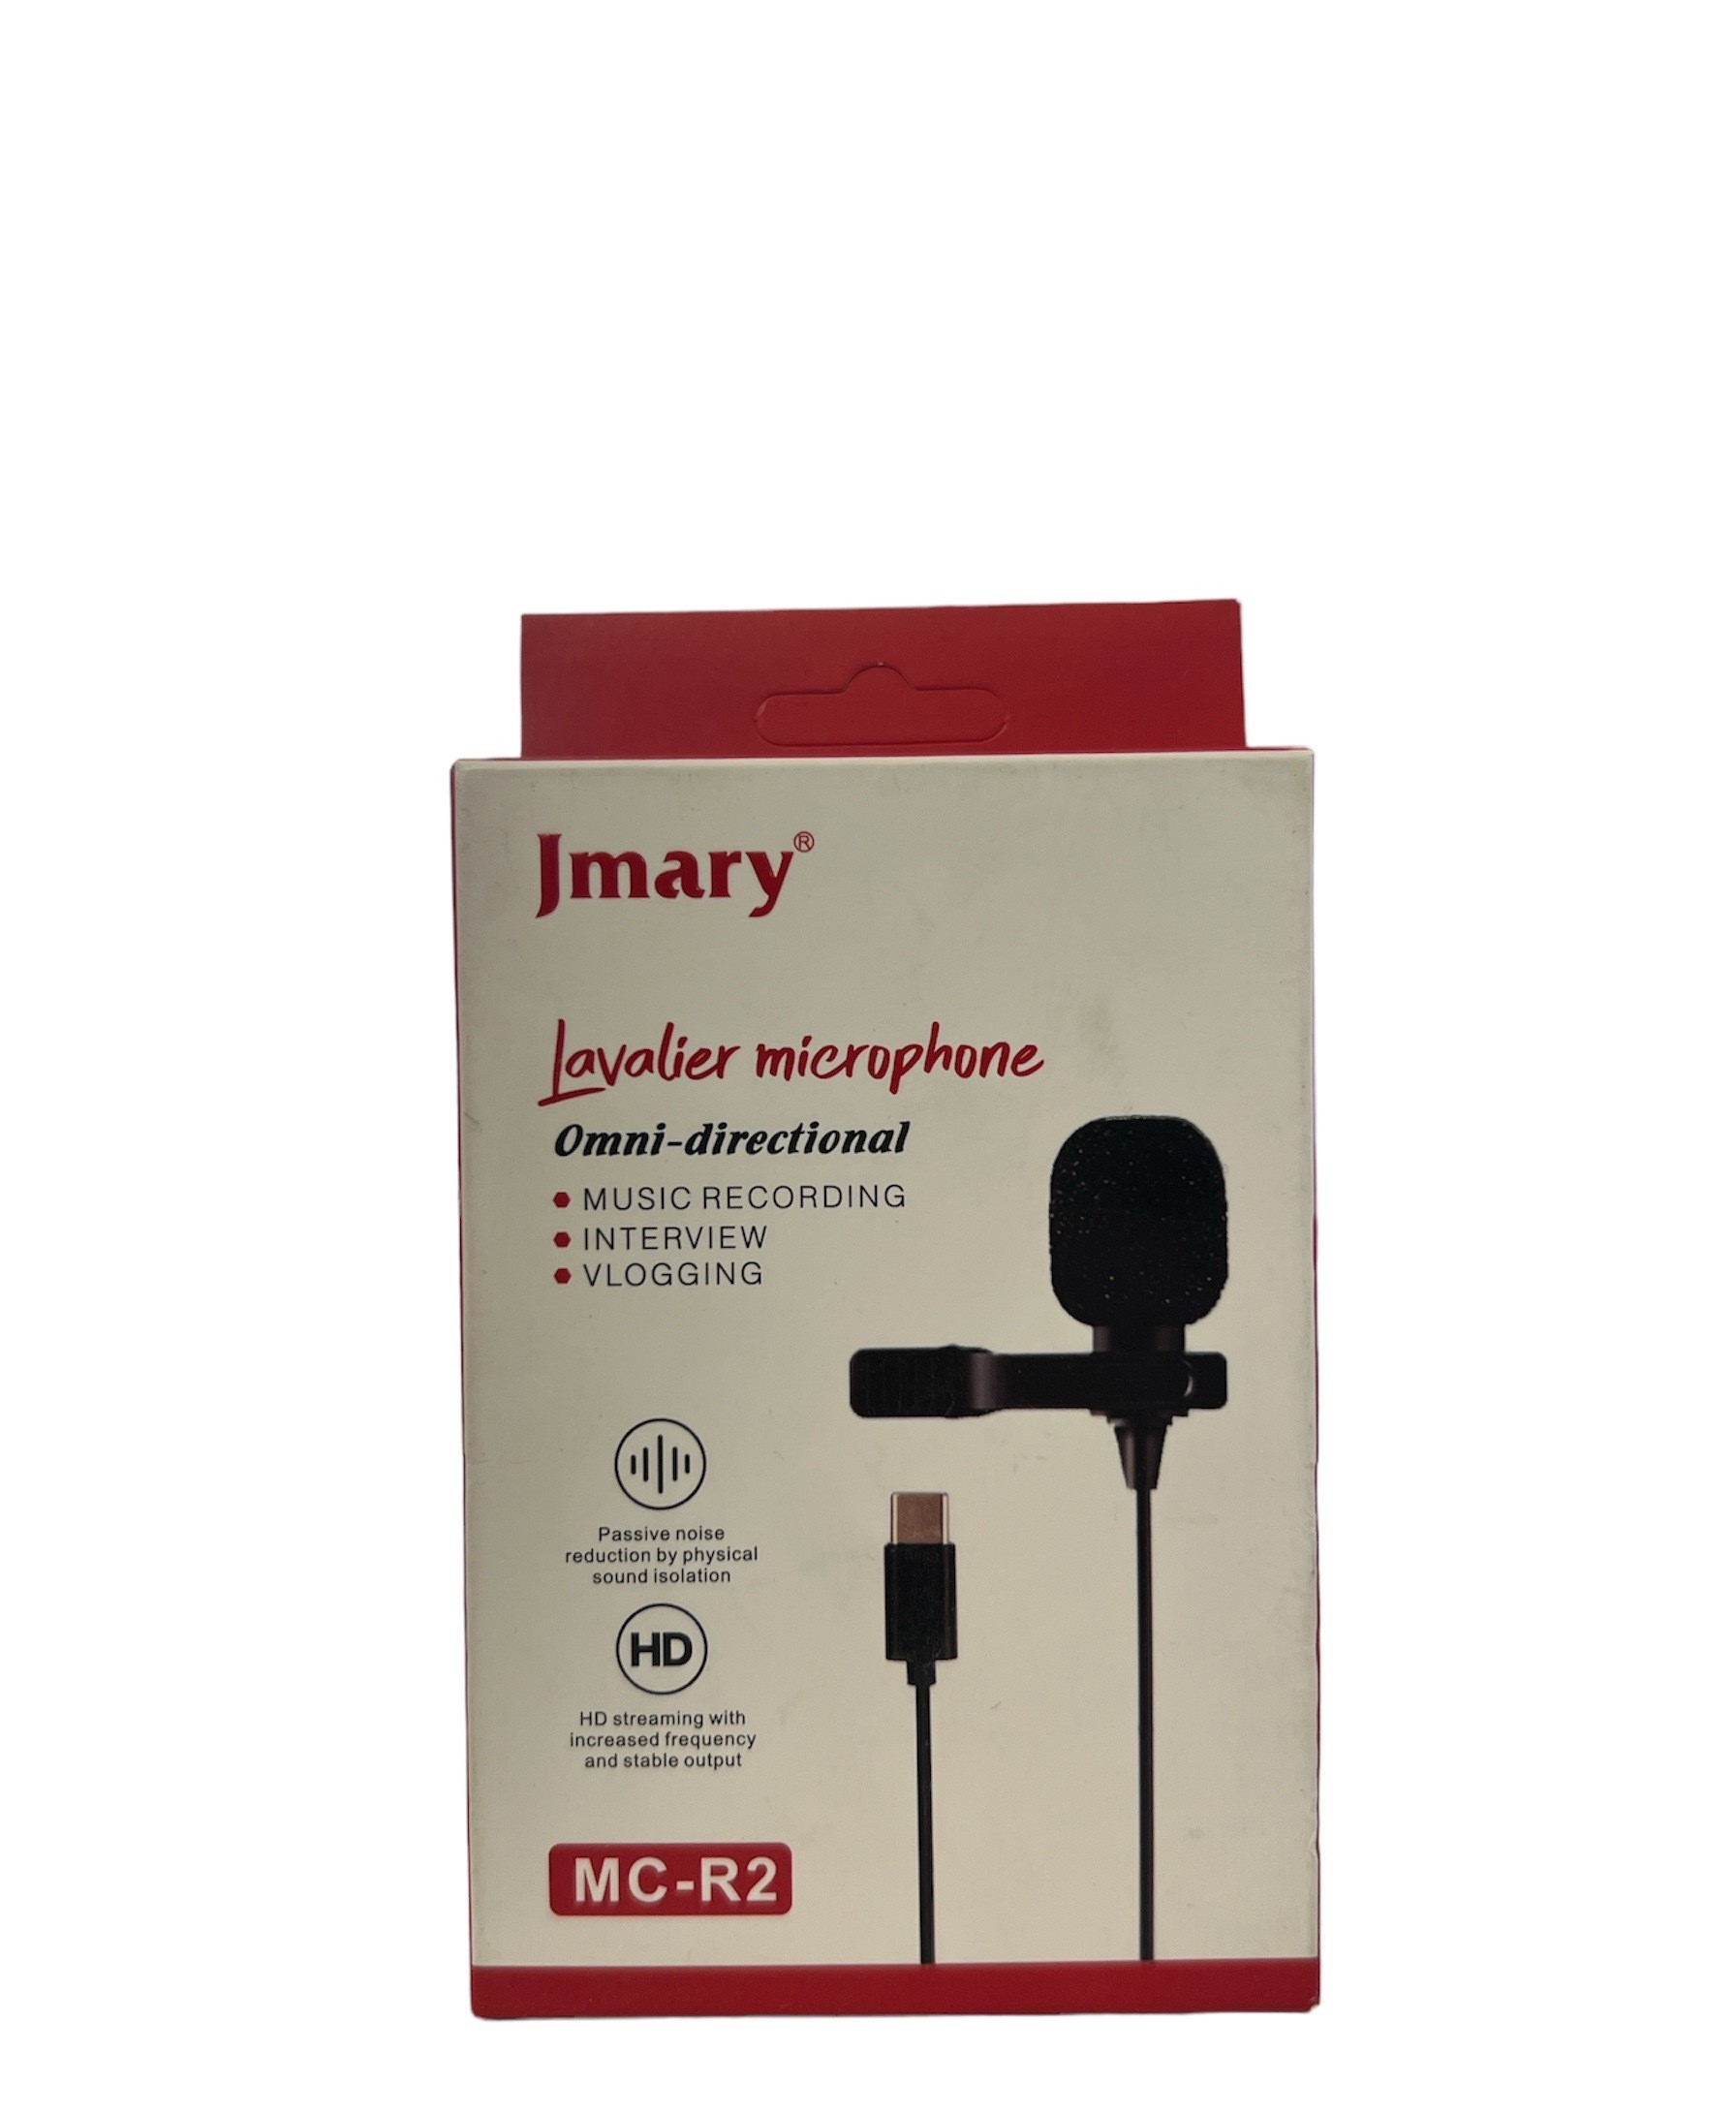 Jmary®
Lavalier microphone
Omni-directional
MUSIC RECORDING
INTERVIEW
VLOGGING
Passive noise
reduction by physical
sound isolation
HD
HD streaming with
increased frequency
and stable output
MC-R2